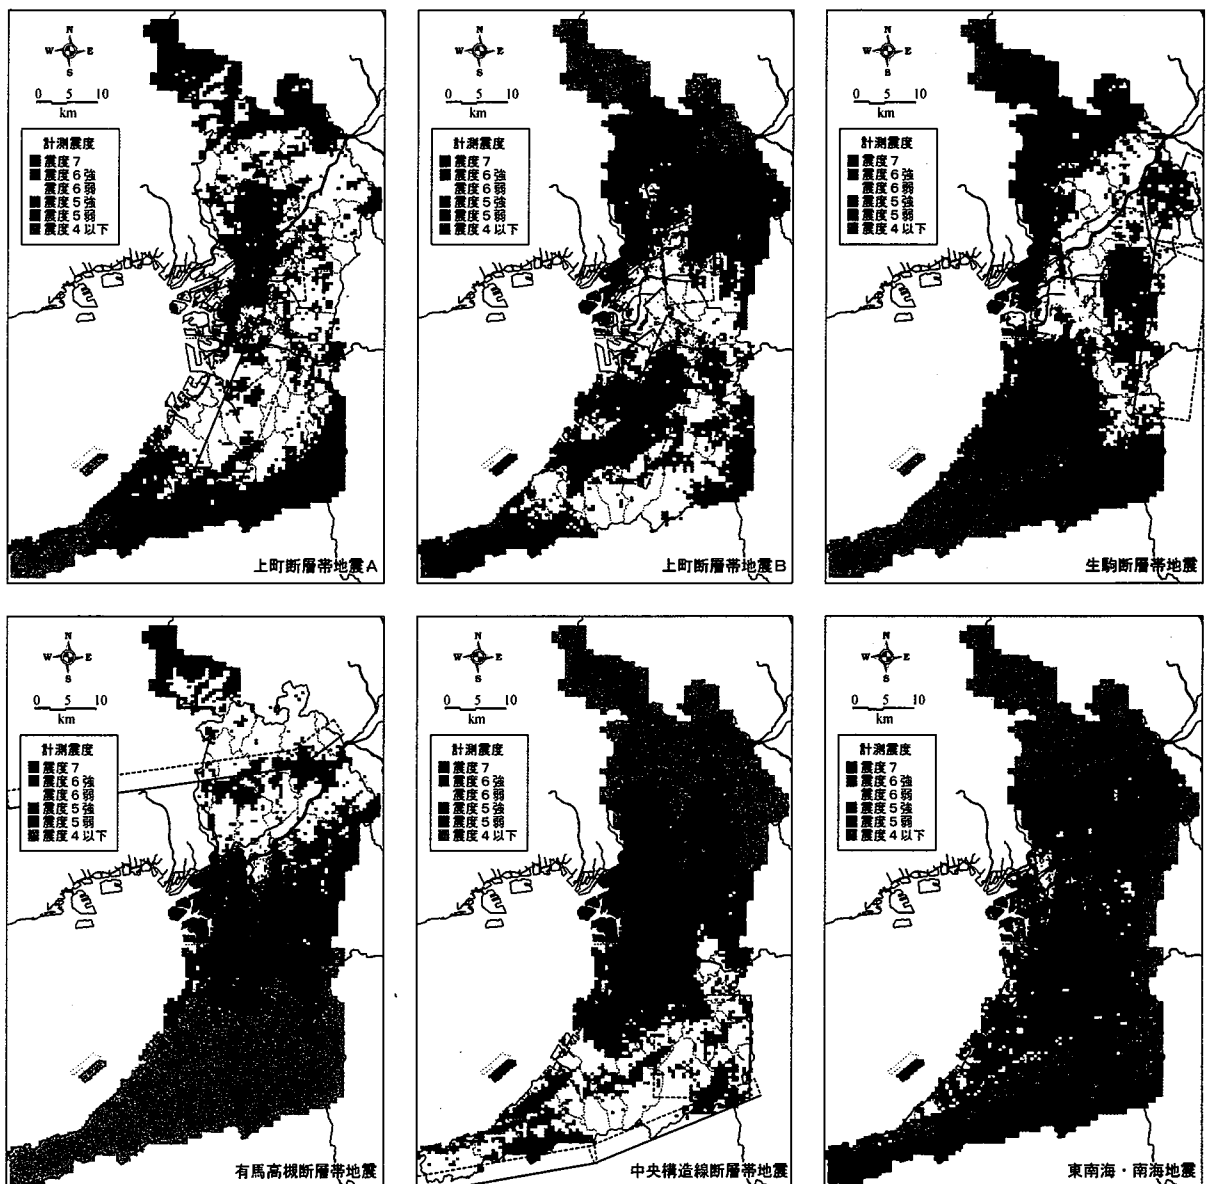 N
W E
S
0 5 10
km
計測震度
震度7
震度6強
震度6弱
震度5強
震度5弱
震度4以下
上町断層帯地震A
N
W E
S
0 5 10
km
計測震度
震度7
震度6強
震度6弱
震度5強
震度5弱
震度4以下
上町断層帯地震B
N
W E
S
0 5 10
km
計測震度
震度7
震度6強
震度6弱
震度5強
震度5弱
震度4以下
生駒断層帯地震
N
W E
S
0 5 10
km
計測震度
震度7
震度6強
震度6弱
震度5強
震度5弱
震度4以下
有馬高槻断層帯地震
N
W E
S
0 5 10
km
計測震度
震度7
震度6強
震度6弱
震度5強
震度5弱
震度4以下
中央構造線断層帯地震
N
W E
S
0 5 10
km
計測震度
震度7
震度6強
震度6弱
震度5強
震度5弱
震度4以下
東南海・南海地震